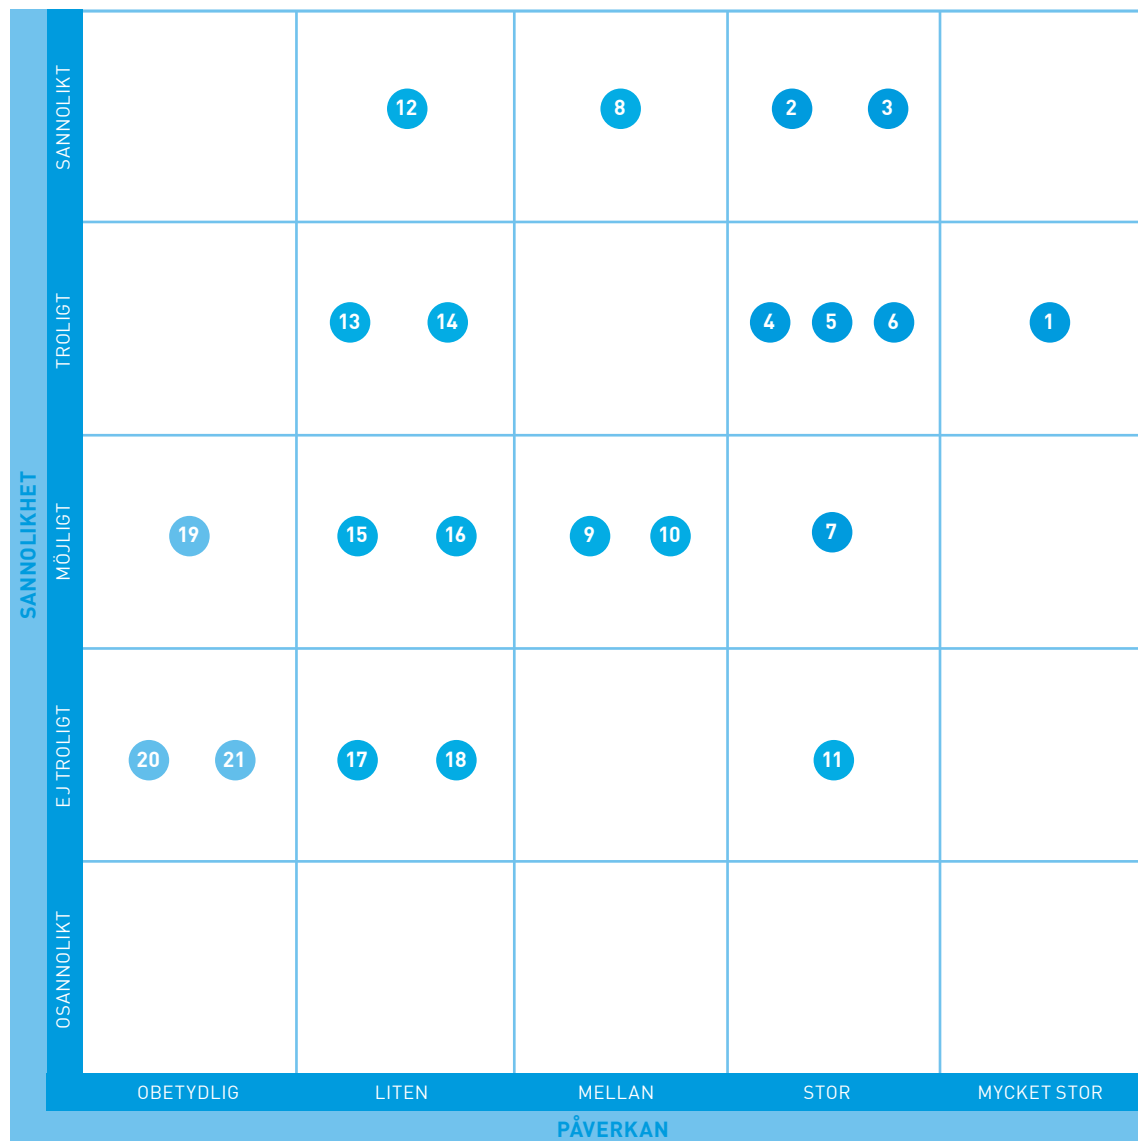 SANNOLIKHET
SANNOLIKT
12 8 2 3
TROLIGT
13 14 4 5 6 1
MÖJLIGT
19 15 16 9 10 7
EJ TROLIGT
20 21 17 18 11
OSANNOLIKT
OBETYDLIG LITEN MELLAN STOR MYCKET STOR
PÅVERKAN